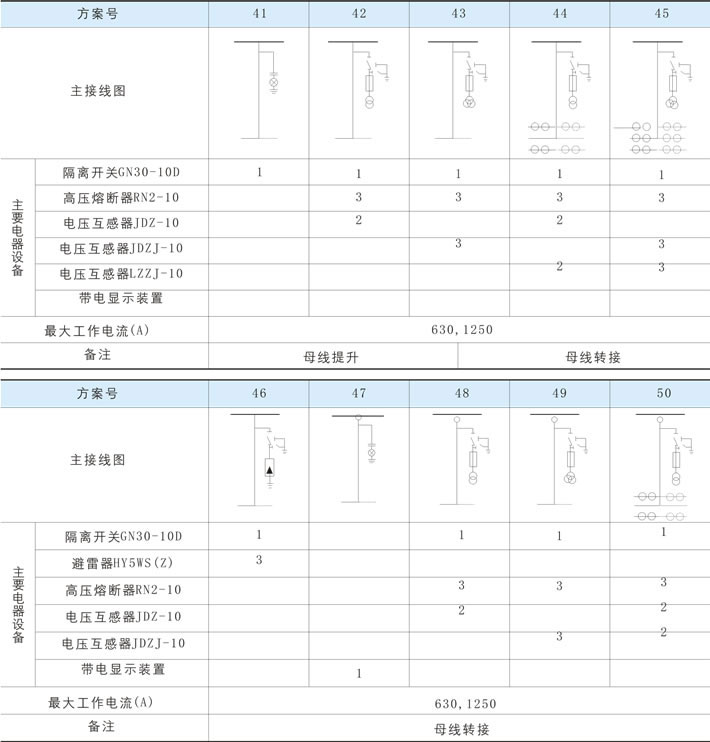 方案号 41 42 43 44 45
主接线图
主要电器设备
隔离开关GN30-10D 1 1 1 1 1
高压熔断器RN2-10 3 3 3 3
电压互感器JDZ-10 2 2
电压互感器JDZJ-10 3 3
电压互感器LZZJ-10 2 3
带电显示装置
最大工作电流(A) 630,1250
备注 母线提升 母线转接
方案号 46 47 48 49 50
主接线图
主要电器设备
隔离开关GN30-10D 1 1 1 1
避雷器HY5WS(Z) 3
高压熔断器RN2-10 3 3 3
电压互感器JDZ-10 2 2
电压互感器JDZJ-10 3 2
带电显示装置 1
最大工作电流(A) 630,1250
备注 母线转接